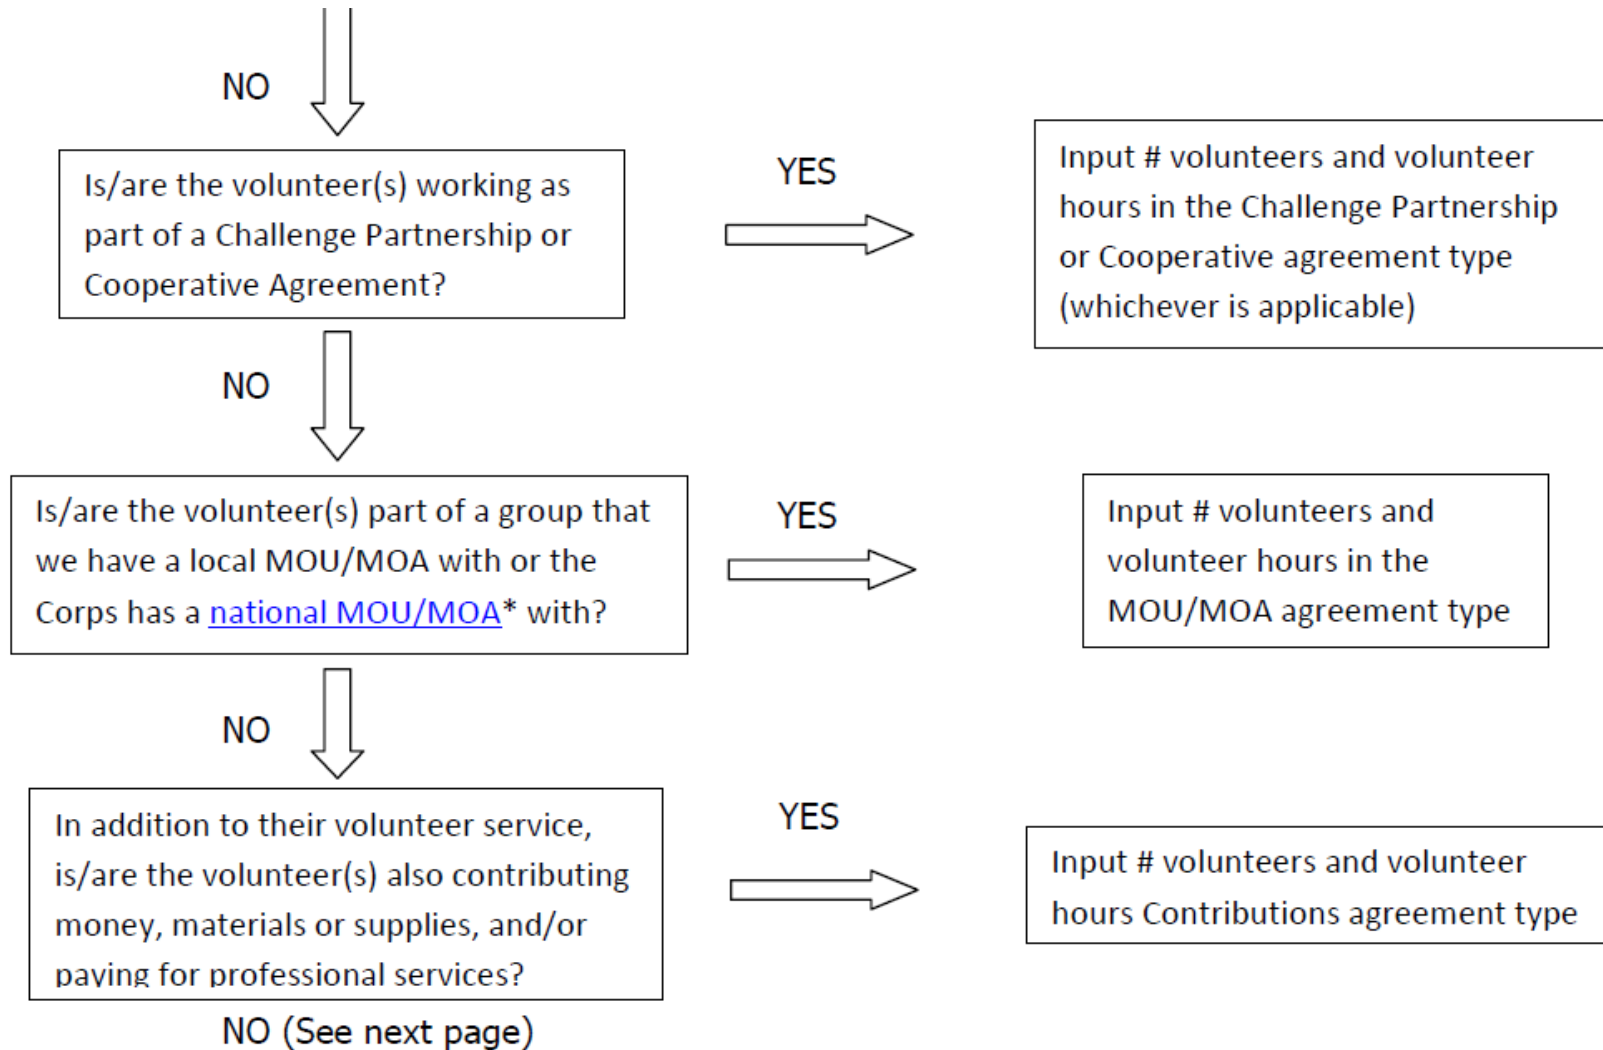 NO
Is/are the volunteer(s) working as
part of a Challenge Partnership or
Cooperative Agreement?
YES
Input # volunteers and volunteer
hours in the Challenge Partnership
or Cooperative agreement type
(whichever is applicable)
NO
Is/are the volunteer(s) part of a group that
we have a local MOU/MOA with or the
Corps has a national MOU/MOA* with?
YES
Input # volunteers and
volunteer hours in the
MOU/MOA agreement type
NO
In addition to their volunteer service,
is/are the volunteer(s) also contributing
money, materials or supplies, and/or
paying for professional services?
YES
Input # volunteers and volunteer
hours Contributions agreement type
NO (See next page)